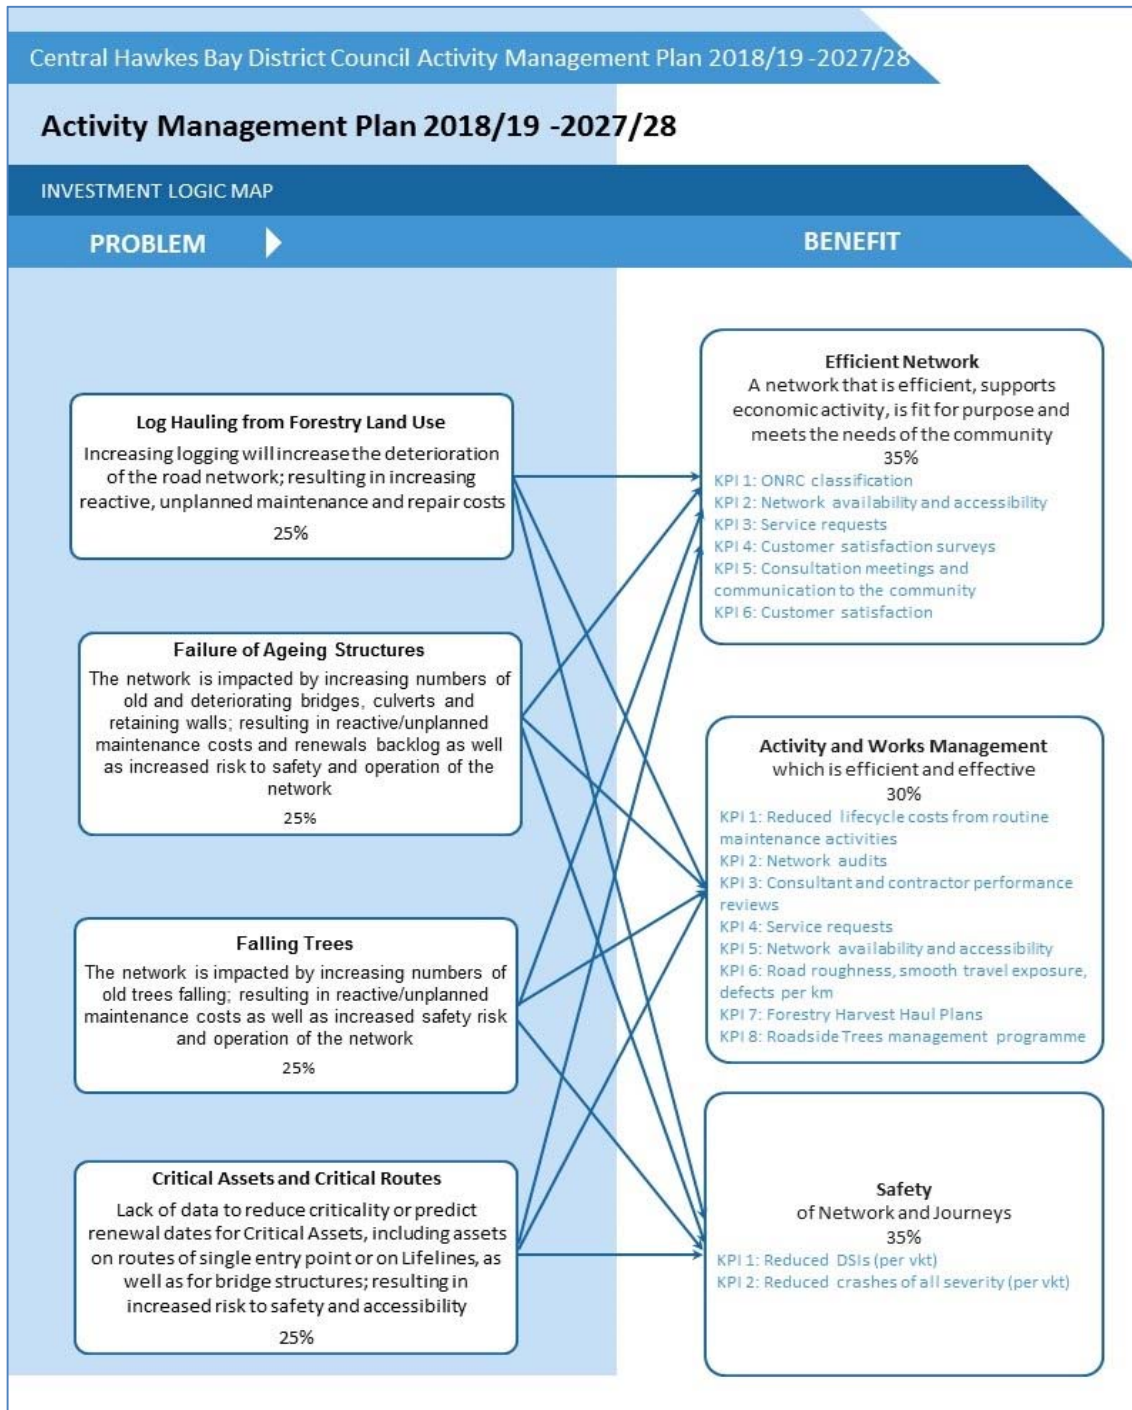 Central Hawkes Bay District Council Activity Management Plan 2018/19 -2027/28
Activity Management Plan 2018/19 -2027/28
INVESTMENT LOGIC MAP
PROBLEM
BENEFIT
Log Hauling from Forestry Land Use
Increasing logging will increase the deterioration
of the road network; resulting in increasing
reactive, unplanned maintenance and repair costs
25%
Failure of Ageing Structures
The network is impacted by increasing numbers of
old and deteriorating bridges, culverts and
retaining walls; resulting in reactive/unplanned
maintenance costs and renewals backlog as well
as increased risk to safety and operation of the
network
25%
Falling Trees
The network is impacted by increasing numbers of
old trees falling; resulting in reactive/unplanned
maintenance costs as well as increased safety risk
and operation of the network
25%
Critical Assets and Critical Routes
Lack of data to reduce criticality or predict
renewal dates for Critical Assets, including assets
on routes of single entry point or on Lifelines, as
well as for bridge structures; resulting in
increased risk to safety and accessibility
25%
Efficient Network
A network that is efficient, supports
economic activity, is fit for purpose and
meets the needs of the community
35%
KPI 1: ONRC classification
KPI 2: Network availability and accessibility
KPI 3: Service requests
KPI 4: Customer satisfaction surveys
KPI 5: Consultation meetings and
communication to the community
KPI 6: Customer satisfaction
Activity and Works Management
which is efficient and effective
30%
KPI 1: Reduced lifecycle costs from routine
maintenance activities
KPI 2: Network audits
KPI 3: Consultant and contractor performance
reviews
KPI 4: Service requests
KPI 5: Network availability and accessibility
KPI 6: Road roughness, smooth travel exposure,
defects per km
KPI 7: Forestry Harvest Haul Plans
KPI 8: Roadside Trees management programme
Safety
of Network and Journeys
35%
KPI 1: Reduced DSIs (per vkt)
KPI 2: Reduced crashes of all severity (per vkt)